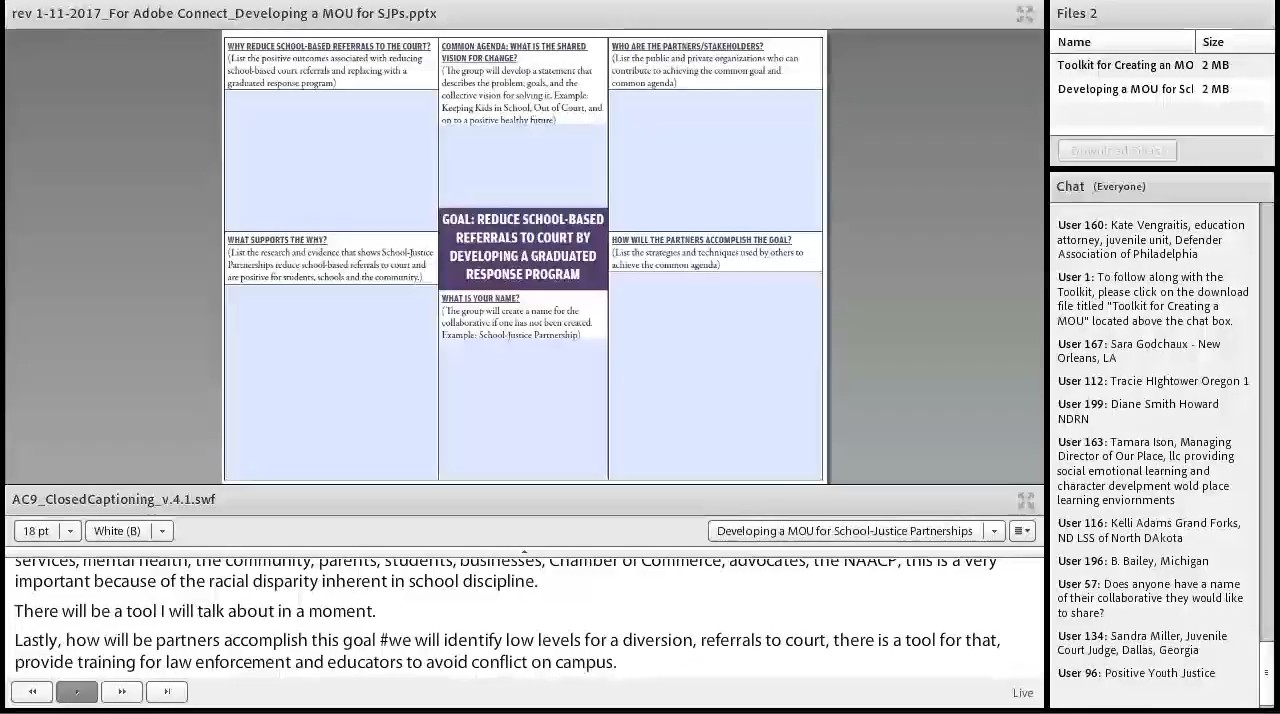 rev 1-11-2017_For Adobe Connect_Developing a MOU for SJPs.pptx
WHY REDUCE SCHOOL-BASED REFERRALS TO THE COURT?
(List the positive outcomes associated with reducing
school-based court referrals and replacing with a
graduated response program)
COMMON AGENDA: WHAT IS THE SHARED
VISION FOR CHANGE?
(The group will develop a statement that
describes the problem, goals, and the
collective vision for solving it. Example:
Keeping Kids in School, Out of Court, and
on to a positive healthy future)
WHO ARE THE PARTNERS/STAKEHOLDERS?
(List the public and private organizations who can
contribute to achieving the common goal and
common agenda)
GOAL: REDUCE SCHOOL-BASED
REFERRALS TO COURT BY
DEVELOPING A GRADUATED
RESPONSE PROGRAM
WHAT SUPPORTS THE WHY?
(List the research and evidence that shows School-Justice
Partnerships reduce school-based referrals to court and
are positive for students, schools and the community.)
WHAT IS YOUR NAME?
(The group will create a name for the
collaborative if one has not been created.
Example: School-Justice Partnership)
HOW WILL THE PARTNERS ACCOMPLISH THE GOAL?
(List the strategies and techniques used by others to
achieve the common agenda)
AC9_ClosedCaptioning_v.4.1.swf
18 pt
White (B)
Developing a MOU for School-Justice Partnerships
services, mental health, the community, parents, students, businesses, Chamber of Commerce, advocates, the NAACP, this is a very
important because of the racial disparity inherent in school discipline.
There will be a tool I will talk about in a moment.
Lastly, how will be partners accomplish this goal #we will identify low levels for a diversion, referrals to court, there is a tool for that,
provide training for law enforcement and educators to avoid conflict on campus.
Live
Files 2
Name Size
Toolkit for Creating an MO 2 MB
Developing a MOU for Scl 2 MB
Chat (Everyone)
User 160: Kate Vengraitis, education
attorney, juvenile unit, Defender
Association of Philadelphia
User 1: To follow along with the
Toolkit, please click on the download
file titled "Toolkit for Creating a
MOU" located above the chat box.
User 167: Sara Godchaux - New
Orleans, LA
User 112: Tracie HIghtower Oregon 1
User 199: Diane Smith Howard
NDRN
User 163: Tamara Ison, Managing
Director of Our Place, llc providing
social emotional learning and
character develpment wold place
learning enviornments
User 116: Kelli Adams Grand Forks,
ND LSS of North DAkota
User 196: B. Bailey, Michigan
User 57: Does anyone have a name
of their collaborative they would like
to share?
User 134: Sandra Miller, Juvenile
Court Judge, Dallas, Georgia
User 96: Positive Youth Justice